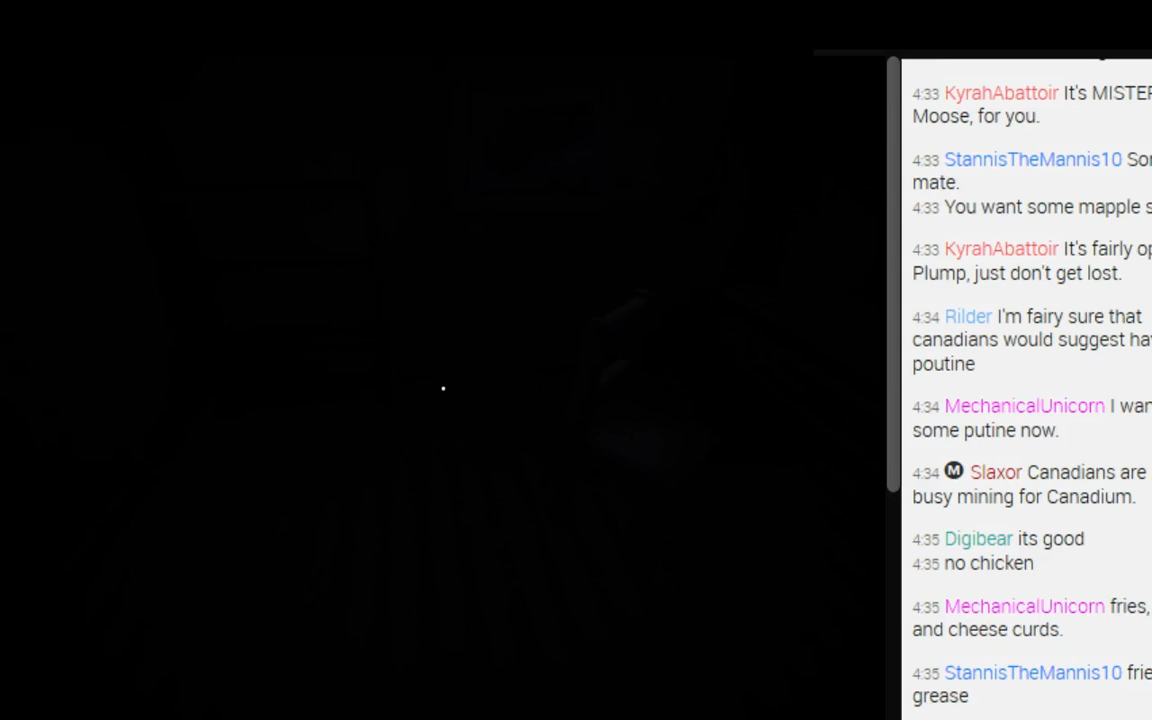 4:33 KyrahAbattoir It's MISTER
Moose, for you.
4:33 StannisTheMannis10
mate.
4:33 You want some mapple
4:33 KyrahAbattoir It's fairly
Plump, just don't get lost.
4:34 Rilder I'm fairy sure that
canadians would suggest
poutine
4:34 MechanicalUnicorn I
some putine now.
4:34 M Slaxor Canadians are
busy mining for Canadium.
4:35 Digibear its good
4:35 no chicken
4:35 MechanicalUnicorn fries,
and cheese curds.
4:35 StannisTheMannis10
grease